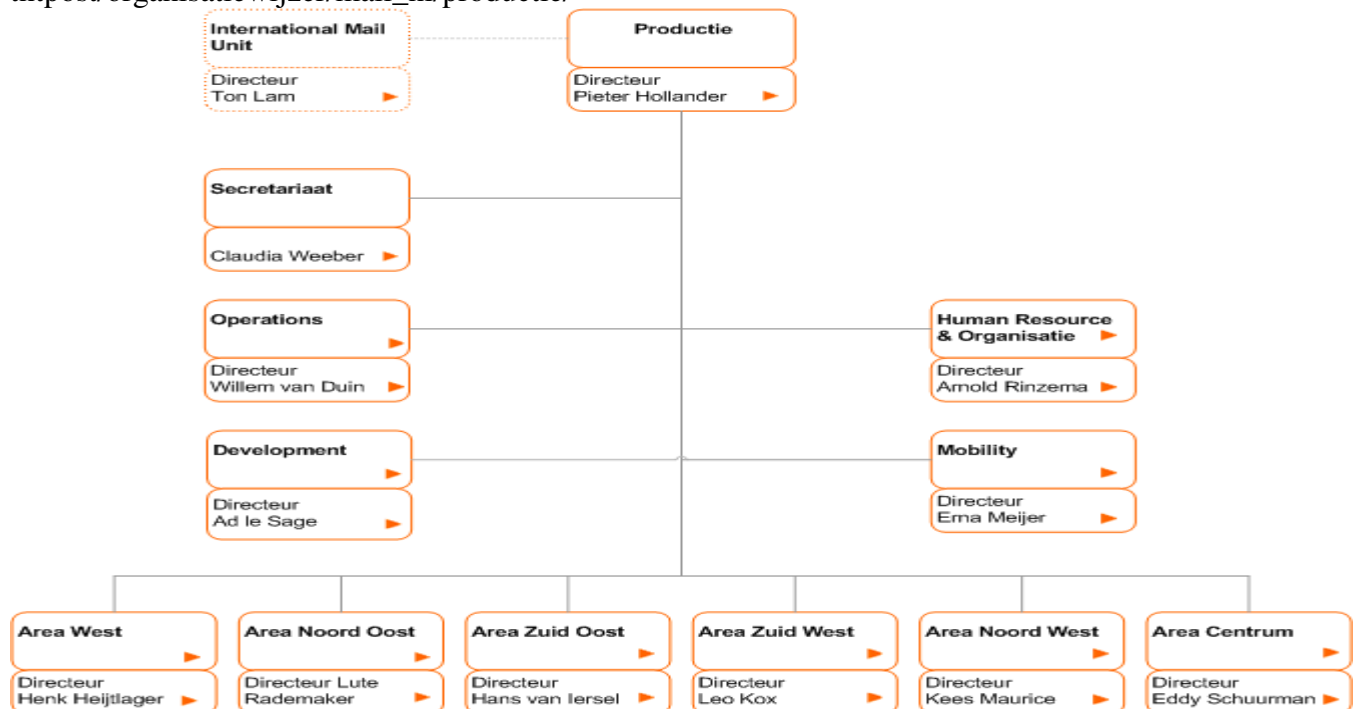 International Mail
Unit
Directeur
Ton Lam
Productie
Directeur
Pieter Hollander
Secretariaat
Claudia Weeber
Operations
Directeur
Willem van Duin
Human Resource
& Organisatie
Directeur
Arnold Rinzema
Development
Directeur
Ad le Sage
Mobility
Directeur
Erna Meijer
Area West
Directeur
Henk Heijtlager
Area Noord Oost
Directeur Lute
Rademaker
Area Zuid Oost
Directeur
Hans van Iersel
Area Zuid West
Directeur
Leo Kox
Area Noord West
Directeur
Kees Maurice
Area Centrum
Directeur
Eddy Schuurman